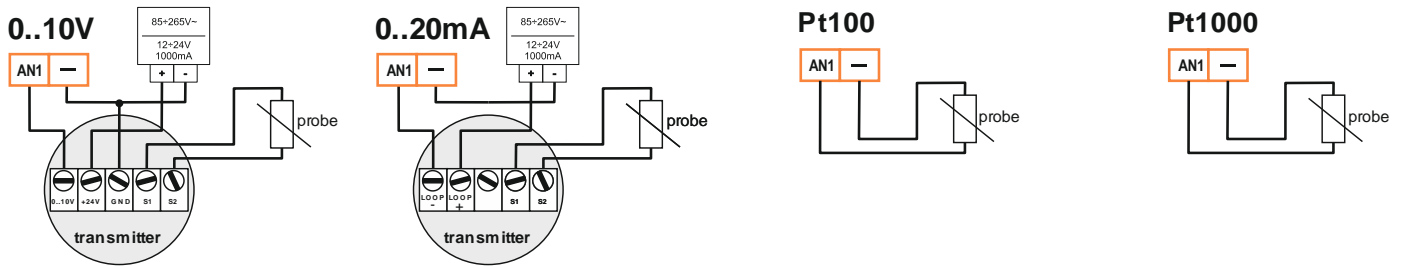 0..10V
AN1 —
85÷265V~
12÷24V
1000mA
+ -
probe
0..10V +24V GND S1 S2
transmitter
0..20mA
AN1 —
85÷265V~
12÷24V
1000mA
+ -
probe
LOOP LOOP S1 S2
- +
transmitter
Pt100
AN1 —
probe
Pt1000
AN1 —
probe